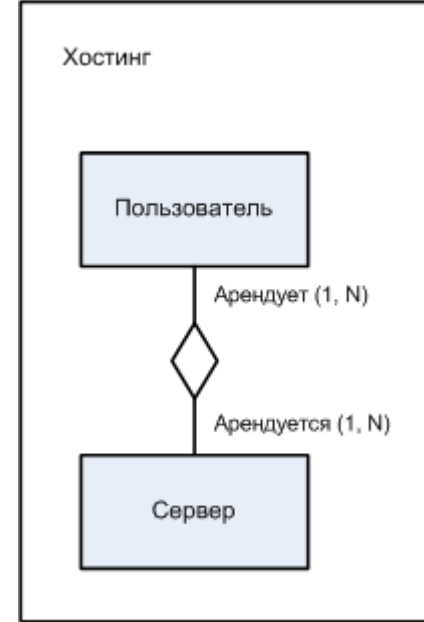 Хостинг
Пользователь
Арендует (1, N)
Арендуется (1, N)
Сервер